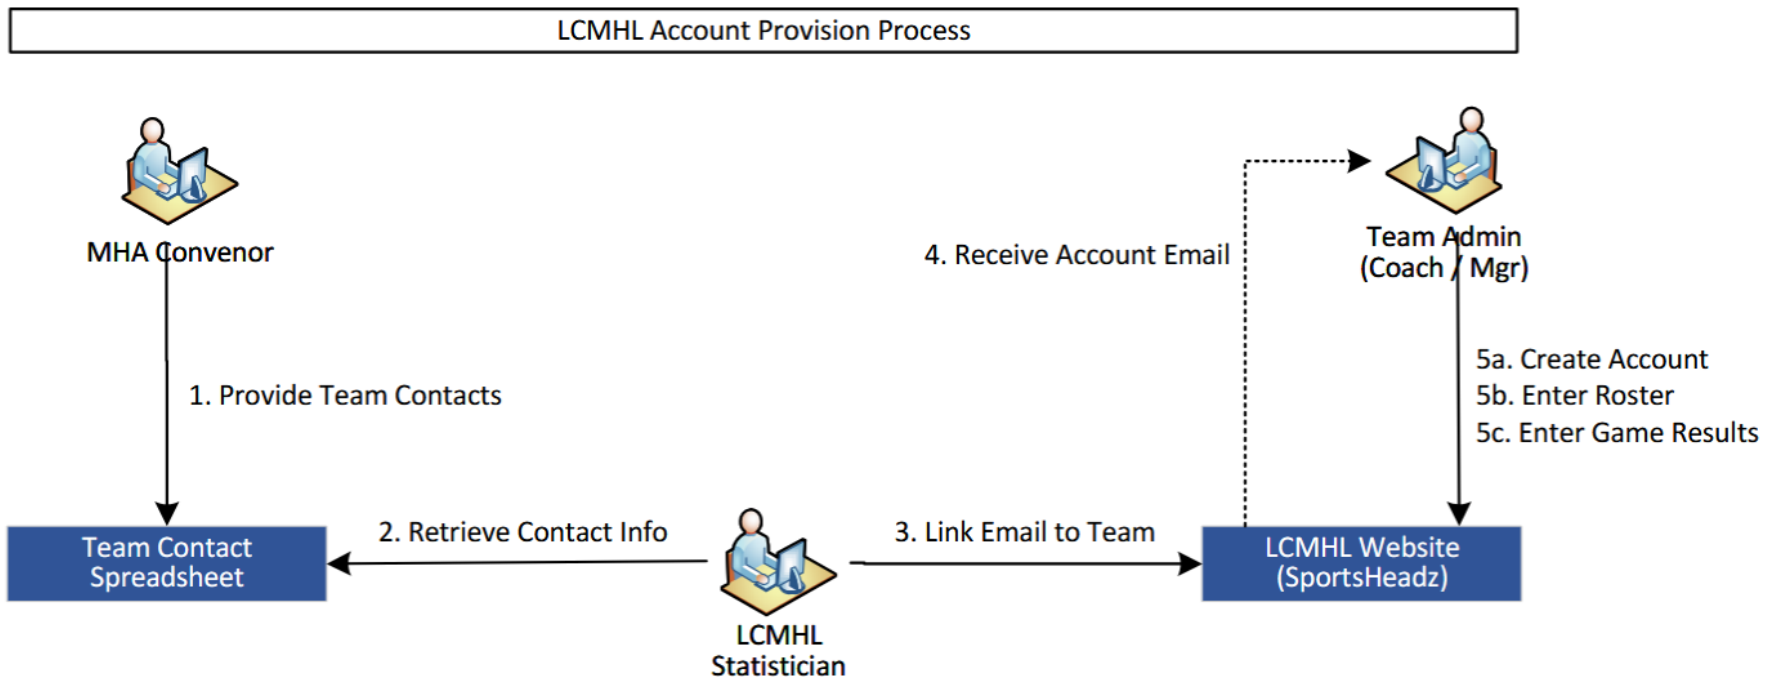 LCMHL Account Provision Process
MHA Convenor
4. Receive Account Email
Team Admin
(Coach / Mgr)
1. Provide Team Contacts
5a. Create Account
5b. Enter Roster
5c. Enter Game Results
2. Retrieve Contact Info
3. Link Email to Team
Team Contact
Spreadsheet
LCMHL Website
(SportsHeadz)
LCMHL
Statistician